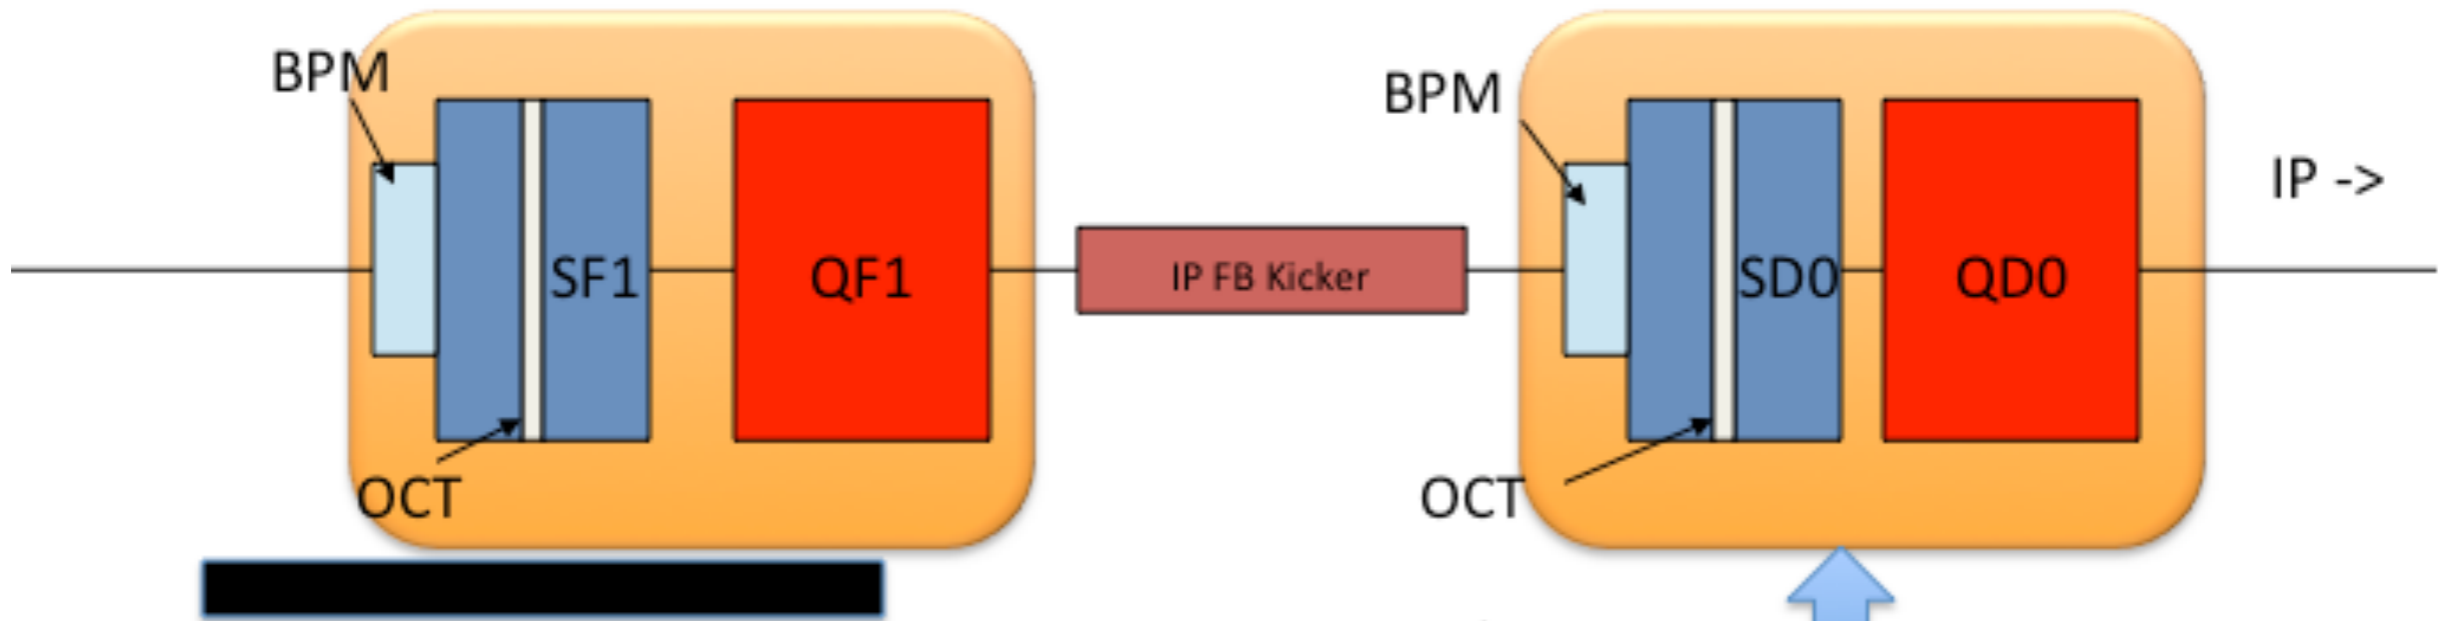 BPM
SF1
QF1
OCT
IP FB Kicker
BPM
SD0
QD0
OCT
IP ->